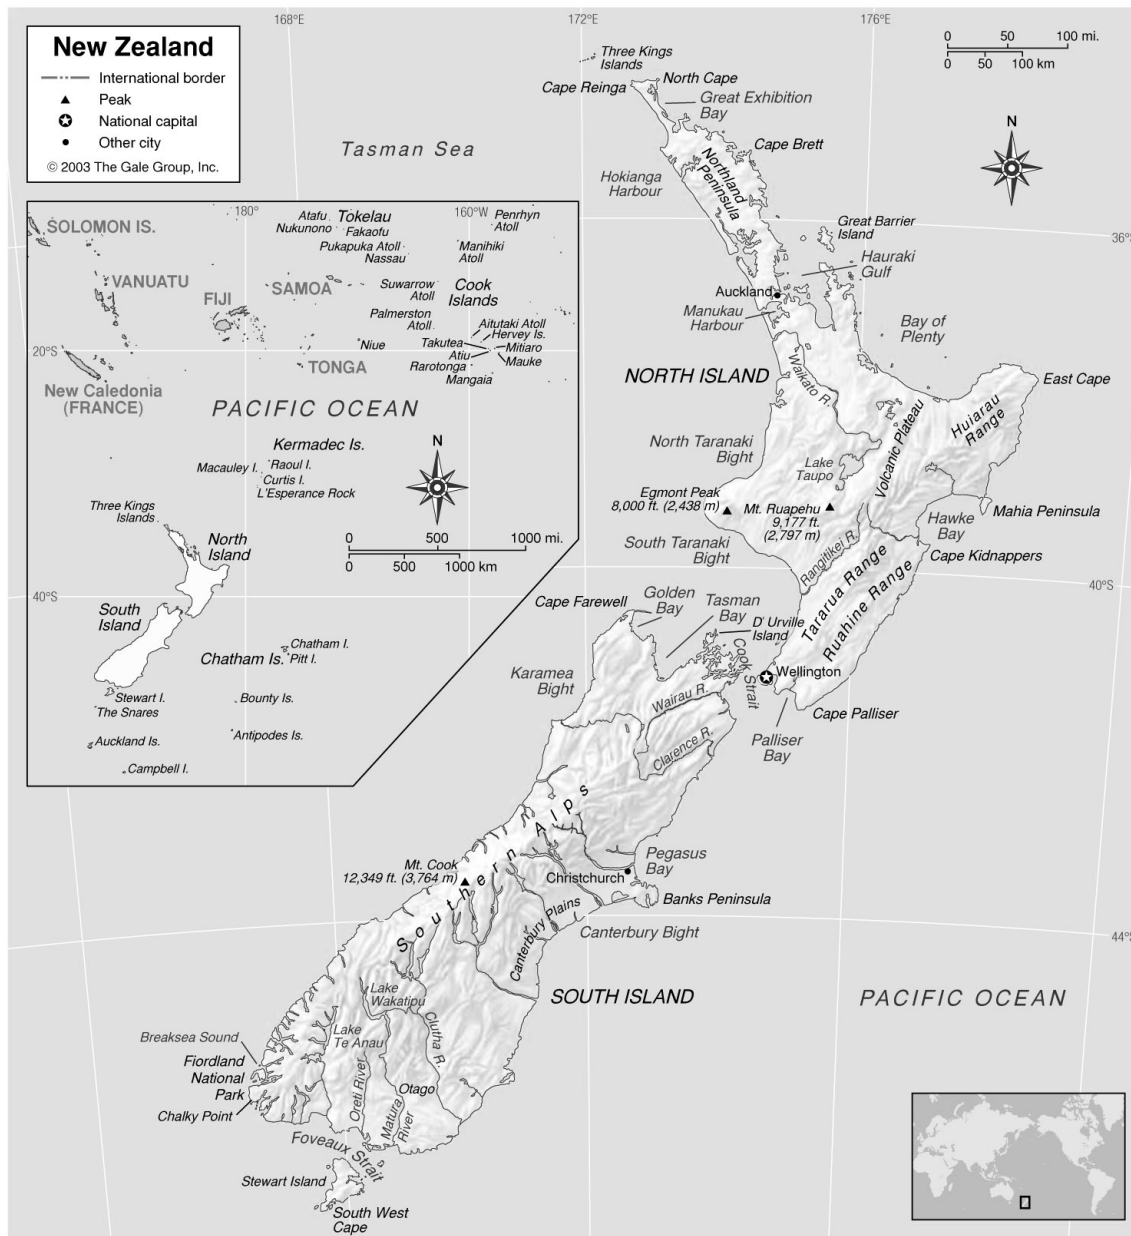 168°E
172°E
176°E
New Zealand
International border
Peak
National capital
Other city
© 2003 The Gale Group, Inc.
0 50 100 mi.
0 50 100 km
N
Three Kings
Islands
North Cape
Cape Reinga
Great Exhibition
Bay
Tasman Sea
Cape Brett
Northland
Peninsula
Hokianga
Harbour
Great Barrier
Island
36°S
Hauraki
Gulf
Auckland
Manukau
Harbour
Bay of
Plenty
Waikato R.
NORTH ISLAND
East Cape
Huiarau
Range
Volcanic Plateau
North Taranaki
Bight
Lake
Taupo
Egmont Peak
8,000 ft. (2,438 m)
Mt. Ruapehu
9,177 ft.
(2,797 m)
Mahia Peninsula
Hawke
Bay
South Taranaki
Bight
Rangitikei R.
Cape Kidnappers
Tararua Range
Ruahine Range
40°S
Cape Farewell
Golden
Bay
Tasman
Bay
D' Urville
Island
Cook Strait
Wellington
Karamea
Bight
Wairau R.
Cape Palliser
Clarence R.
Palliser
Bay
Southern Alps
Mt. Cook
12,349 ft. (3,764 m)
Pegasus
Bay
Christchurch
Banks Peninsula
Canterbury Plains
Canterbury Bight
44°S
SOUTH ISLAND
PACIFIC OCEAN
Lake
Wakatipu
Lake
Te Anau
Clutha R.
Breaksea Sound
Fiordland
National
Park
Chalky Point
Oreti River
Matura
River
Otago
Foveaux Strait
Stewart Island
South West
Cape
180°
160°W
SOLOMON IS.
Atafu
Tokelau
Nukunono
Fakaofu
Penrhyn
Atoll
Pukapuka Atoll
Nassau
Manihiki
Atoll
VANUATU
SAMOA
Suwarrow
Atoll
Cook
Islands
FIJI
Palmerston
Atoll
Aitutaki Atoll
Hervey Is.
Niue
Takutea
Mitiaro
20°S
Atiu
Mauke
TONGA
Rarotonga
Mangaia
New Caledonia
(FRANCE)
PACIFIC OCEAN
Kermadec Is.
Macauley I.
Raoul I.
Curtis I.
L'Esperance Rock
N
Three Kings
Islands
North
Island
0 500 1000 mi.
0 500 1000 km
40°S
South
Island
Chatham Is.
Chatham I.
Pitt I.
Stewart I.
The Snares
Bounty Is.
Auckland Is.
Antipodes Is.
Campbell I.